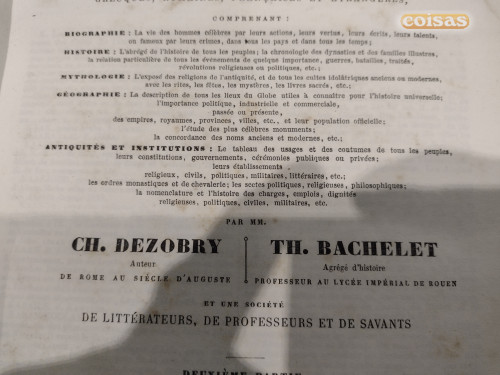 coisas
COMPRENANT :
BIOGRAPHIE : La vie des hommes célèbres par leurs actions, leurs vertus, leurs écrits, leurs talents,
ou fameux par leurs crimes, dans tous les pays et dans tous les temps;
HISTOIRE : L'abrégé de l'histoire de tous les peuples; la chronologie des dynastics et des familles illustres,
la relation particulière de tous les événements de quelque importance, guerres, batailles, traités,
révolutions religieuses ou politiques, etc.;
MYTHOLOGIE : L'exposé des religions de l'antiquité, et de tous les cultes idolâtriques anciens ou modernes,
avec les rites, les fêtes, les mystères, les livres sacrés, etc.;
GÉOGRAPHIE : La description de tous les lieux du Globe utiles à connaître pour l'histoire universelle;
l'importance politique, industrielle et commerciale,
passée ou présente,
des empires, royaumes, provinces, villes, etc.. et leur population officielle;
l'étude des plus célèbres monuments;
la concordance des noms anciens et modernes, etc.;
ANTIQUITÉS ET INSTITUTIONS : Le tableau des usages et des coutumes de tous les peuples,
leurs constitutions, gouvernements, cérémonies publiques ou privées;
leurs établissements
religieux, civils, politiques, militaires, littéraires, etc.;
les ordres monastiques et de chevalerie; les sectes politiques, religieuses, philosophiques;
la nomenclature et l'histoire des charges, emplois, dignités
religieuses, politiques, civiles, militaires, etc.
PAR MM.
CH. DEZOBRY
TH. BACHELET
Auteur
Agrégé d'histoire
DE ROME AU SIÈCLE D'AUGUSTE
PROFESSEUR AU LYCÉE IMPÉRIAL DE ROUEN
ET UNE SOCIÉTÉ
DE LITTÉRATEURS, DE PROFESSEURS ET DE SAVANTS
DEUXIÈME PARTIE